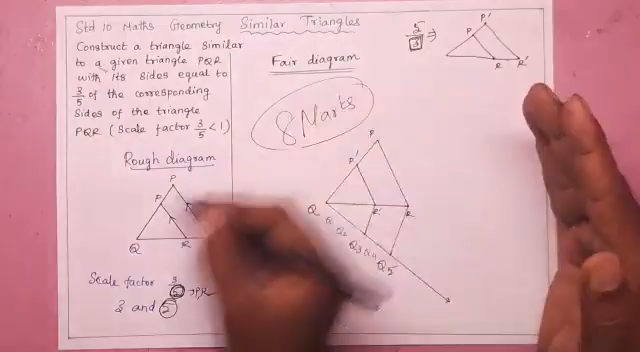 Std 10 Maths Geometry Similar Triangles
Construct a triangle similar
to a given triangle PQR
with its sides equal to
3/5 of the corresponding
sides of the triangle
PQR (Scale factor 3/5 < 1)
Rough diagram
P
P
Q
R
Scale factor 3/5 →
3 and 5
Fair diagram
8 Marks
P
P'
Q
R'
R
Q2
Q3
Q4
Q5
5/3 ⇒
P'
P
R
R'